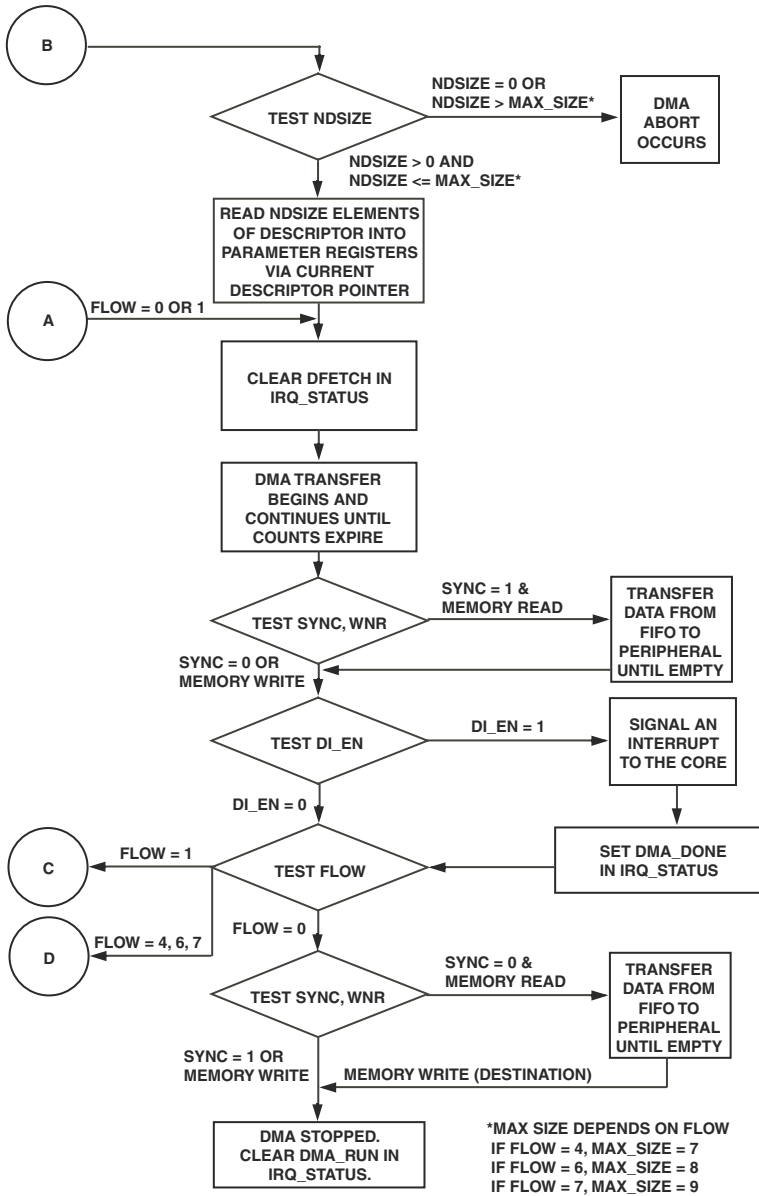 B
TEST NDSIZE
NDSIZE = 0 OR
NDSIZE > MAX_SIZE*
DMA
ABORT
OCCURS
NDSIZE > 0 AND
NDSIZE <= MAX_SIZE*
READ NDSIZE ELEMENTS
OF DESCRIPTOR INTO
PARAMETER REGISTERS
VIA CURRENT
DESCRIPTOR POINTER
A
FLOW = 0 OR 1
CLEAR DFETCH IN
IRQ_STATUS
DMA TRANSFER
BEGINS AND
CONTINUES UNTIL
COUNTS EXPIRE
TEST SYNC, WNR
SYNC = 1 &
MEMORY READ
TRANSFER
DATA FROM
FIFO TO
PERIPHERAL
UNTIL EMPTY
SYNC = 0 OR
MEMORY WRITE
TEST DI_EN
DI_EN = 1
SIGNAL AN
INTERRUPT
TO THE CORE
DI_EN = 0
C
FLOW = 1
TEST FLOW
SET DMA_DONE
IN IRQ_STATUS
D
FLOW = 4, 6, 7
FLOW = 0
TEST SYNC, WNR
SYNC = 0 &
MEMORY READ
TRANSFER
DATA FROM
FIFO TO
PERIPHERAL
UNTIL EMPTY
SYNC = 1 OR
MEMORY WRITE
MEMORY WRITE (DESTINATION)
DMA STOPPED.
CLEAR DMA_RUN IN
IRQ_STATUS.
*MAX SIZE DEPENDS ON FLOW
IF FLOW = 4, MAX_SIZE = 7
IF FLOW = 6, MAX_SIZE = 8
IF FLOW = 7, MAX_SIZE = 9